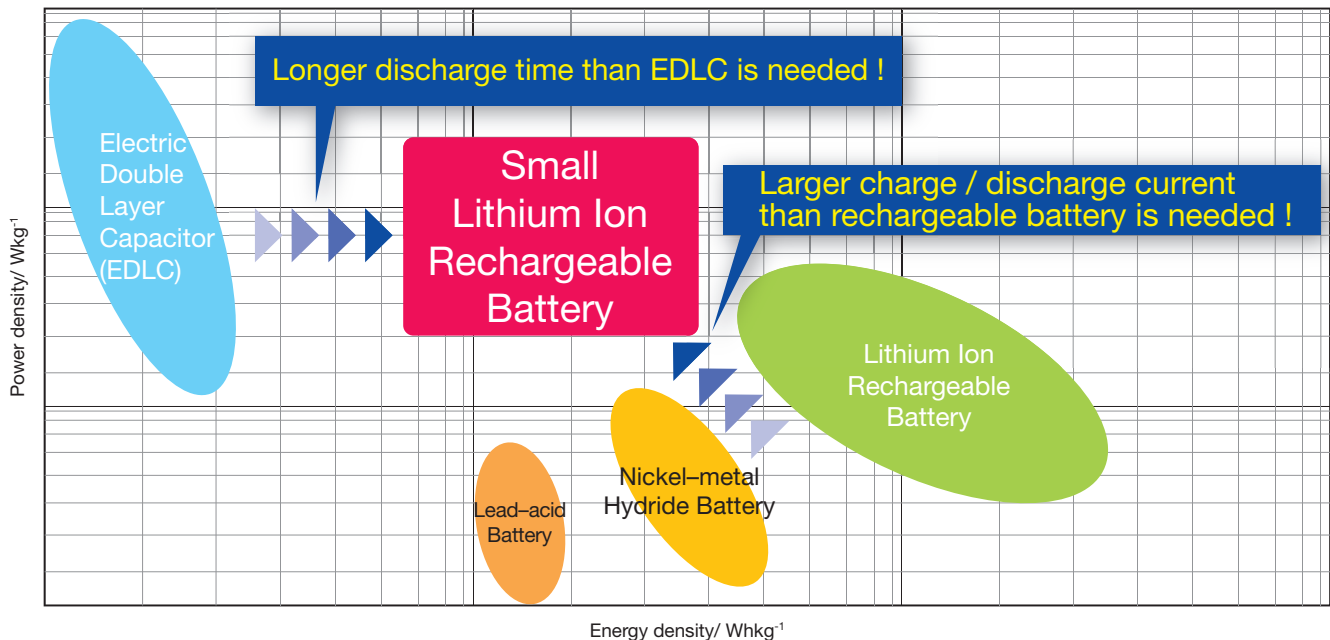 Longer discharge time than EDLC is needed !
Electric
Double
Layer
Capacitor
(EDLC)
Small
Lithium Ion
Rechargeable
Battery
Larger charge / discharge current
than rechargeable battery is needed !
Lithium Ion
Rechargeable
Battery
Nickel–metal
Hydride Battery
Lead–acid
Battery
Power density/ Wkg⁻¹
Energy density/ Whkg⁻¹